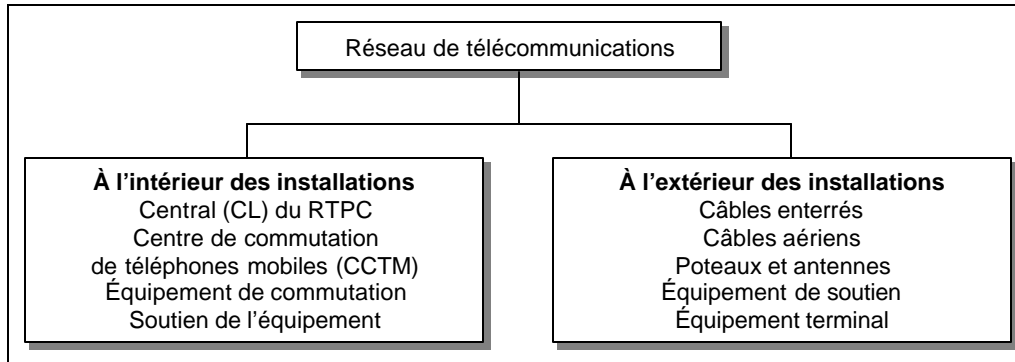 Réseau de télécommunications
À l’intérieur des installations
Central (CL) du RTPC
Centre de commutation
de téléphones mobiles (CCTM)
Équipement de commutation
Soutien de l’équipement
À l’extérieur des installations
Câbles enterrés
Câbles aériens
Poteaux et antennes
Équipement de soutien
Équipement terminal